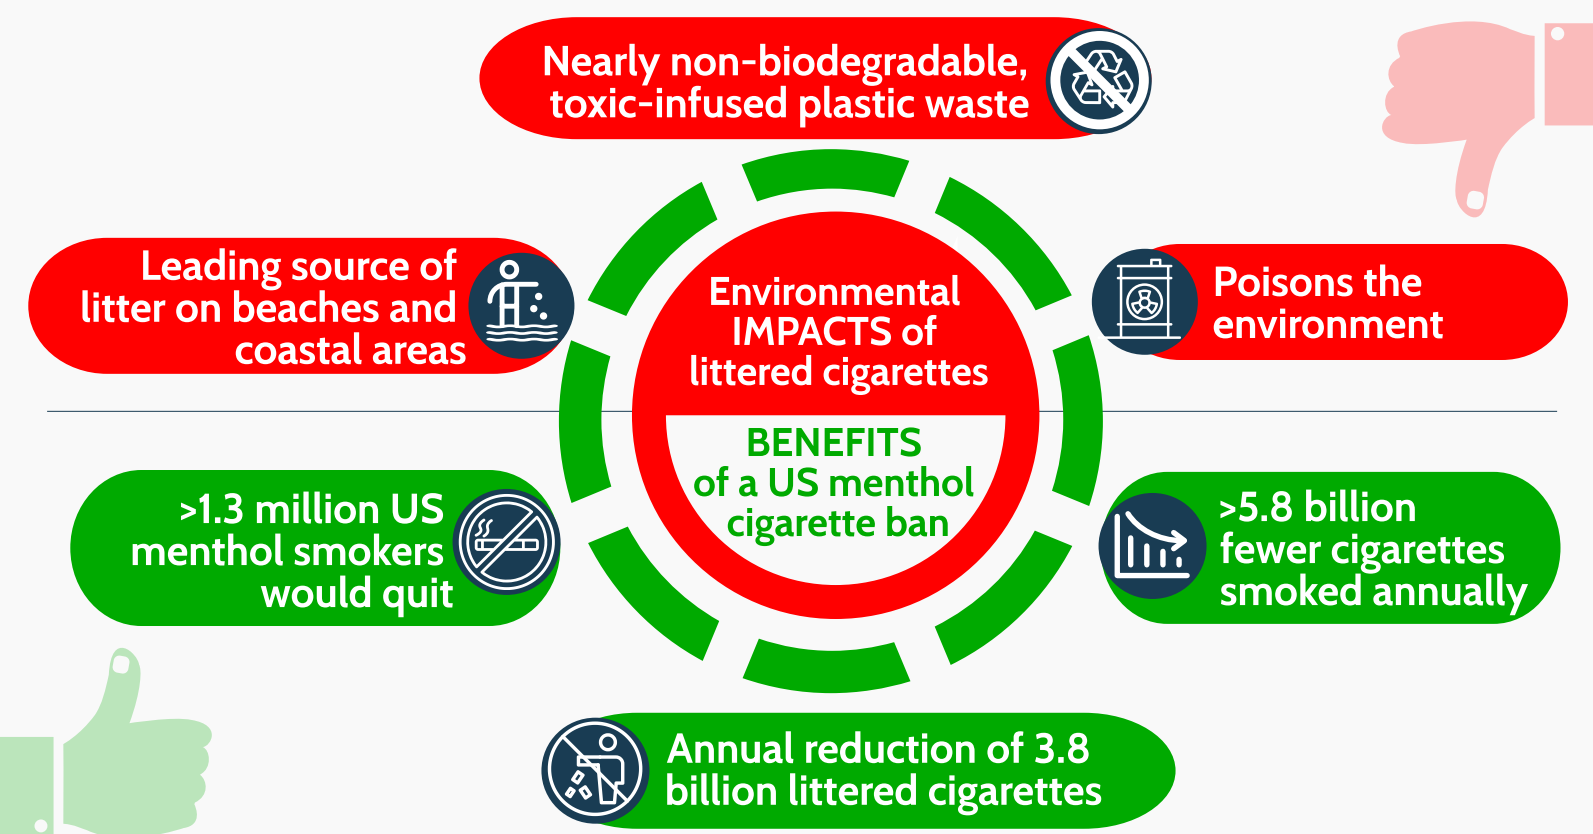 Nearly non-biodegradable,
toxic-infused plastic waste
Leading source of
litter on beaches and
coastal areas
Poisons the
environment
Environmental
IMPACTS of
littered cigarettes
BENEFITS
of a US menthol
cigarette ban
>1.3 million US
menthol smokers
would quit
>5.8 billion
fewer cigarettes
smoked annually
Annual reduction of 3.8
billion littered cigarettes